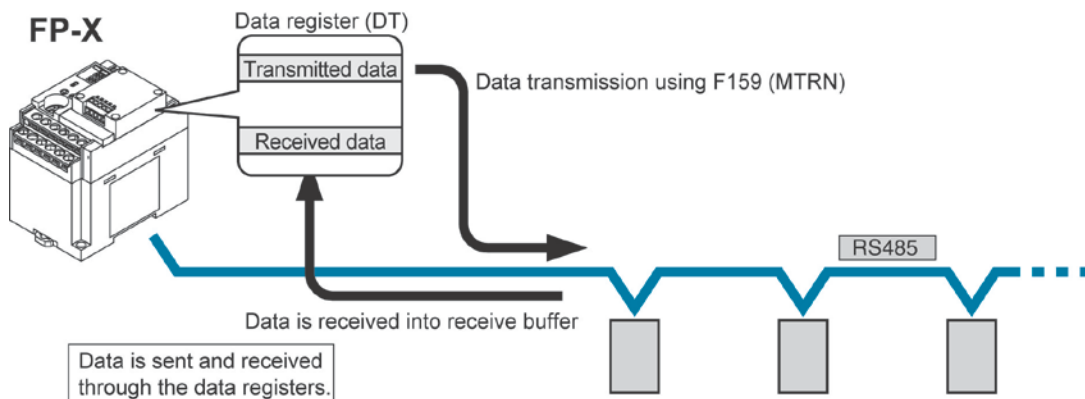 FP-X
Data register (DT)
Transmitted data
Data transmission using F159 (MTRN)
Received data
RS485
Data is received into receive buffer
Data is sent and received
through the data registers.